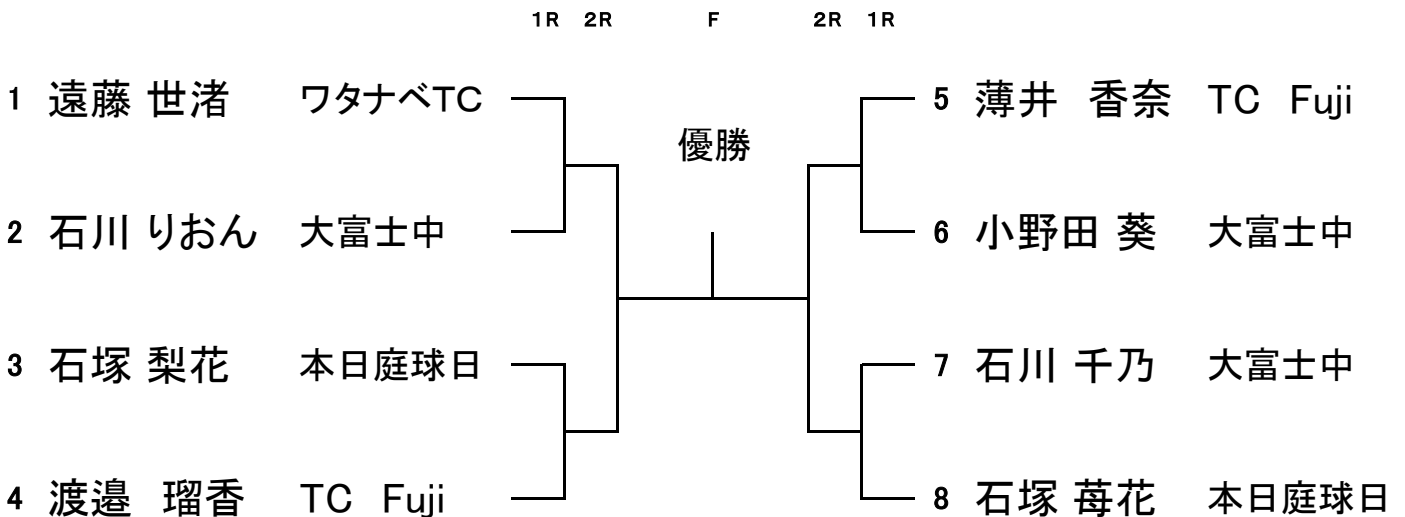 1R 2R F 2R 1R
1 遠藤 世渚 ワタナベTC 5 薄井 香奈 TC Fuji
優勝
2 石川 りおん 大富士中 6 小野田 葵 大富士中
3 石塚 梨花 本日庭球日 7 石川 千乃 大富士中
4 渡邉 瑠香 TC Fuji 8 石塚 苺花 本日庭球日